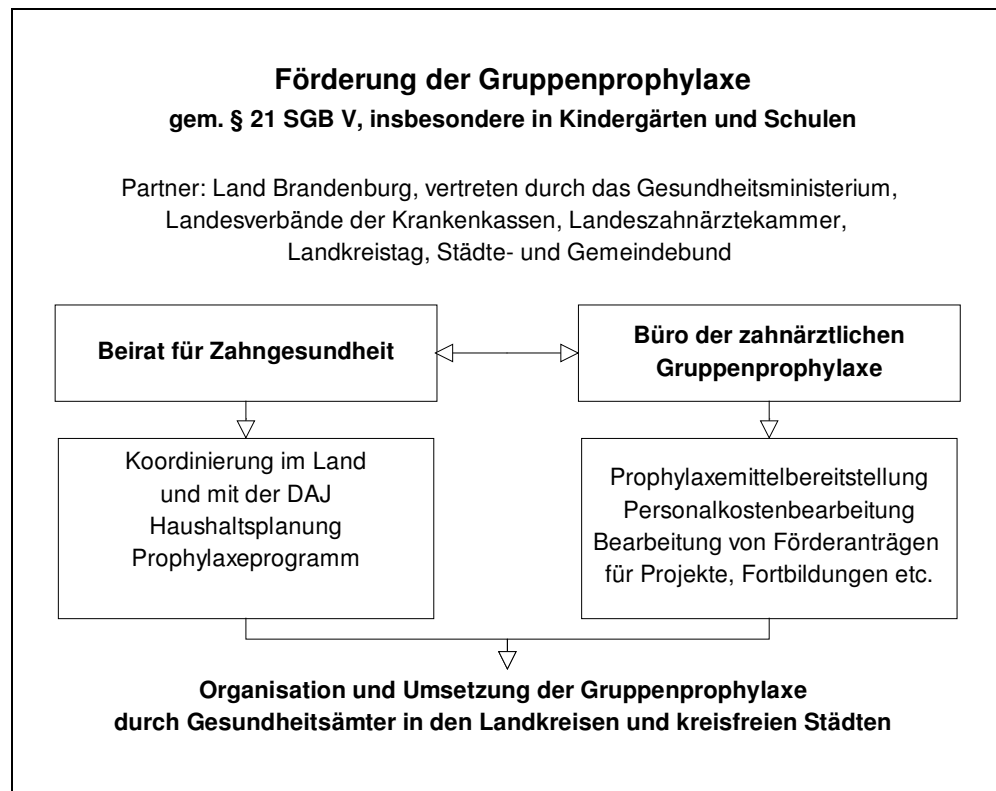 Förderung der Gruppenprophylaxe
gem. § 21 SGB V, insbesondere in Kindergärten und Schulen
Partner: Land Brandenburg, vertreten durch das Gesundheitsministerium,
Landesverbände der Krankenkassen, Landeszahnärztekammer,
Landkreistag, Städte- und Gemeindebund
Beirat für Zahngesundheit
Büro der zahnärztlichen
Gruppenprophylaxe
Koordinierung im Land
und mit der DAJ
Haushaltsplanung
Prophylaxeprogramm
Prophylaxemittelbereitstellung
Personalkostenbearbeitung
Bearbeitung von Förderanträgen
für Projekte, Fortbildungen etc.
Organisation und Umsetzung der Gruppenprophylaxe
durch Gesundheitsämter in den Landkreisen und kreisfreien Städten